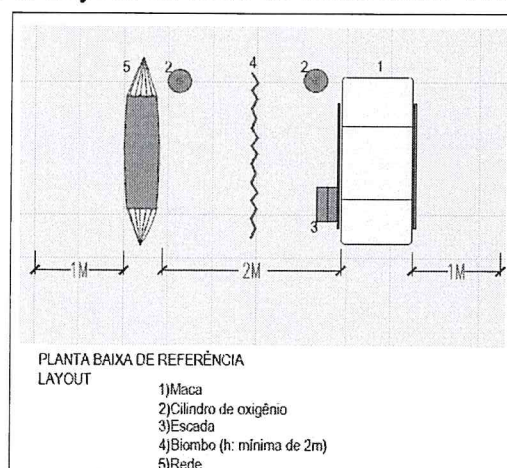 5 2 4 2 1
3
1M 2M 1M
PLANTA BAIXA DE REFERÊNCIA
LAYOUT
1)Maca
2)Cilindro de oxigênio
3)Escada
4)Biombo (h: mínima de 2m)
5)Rede